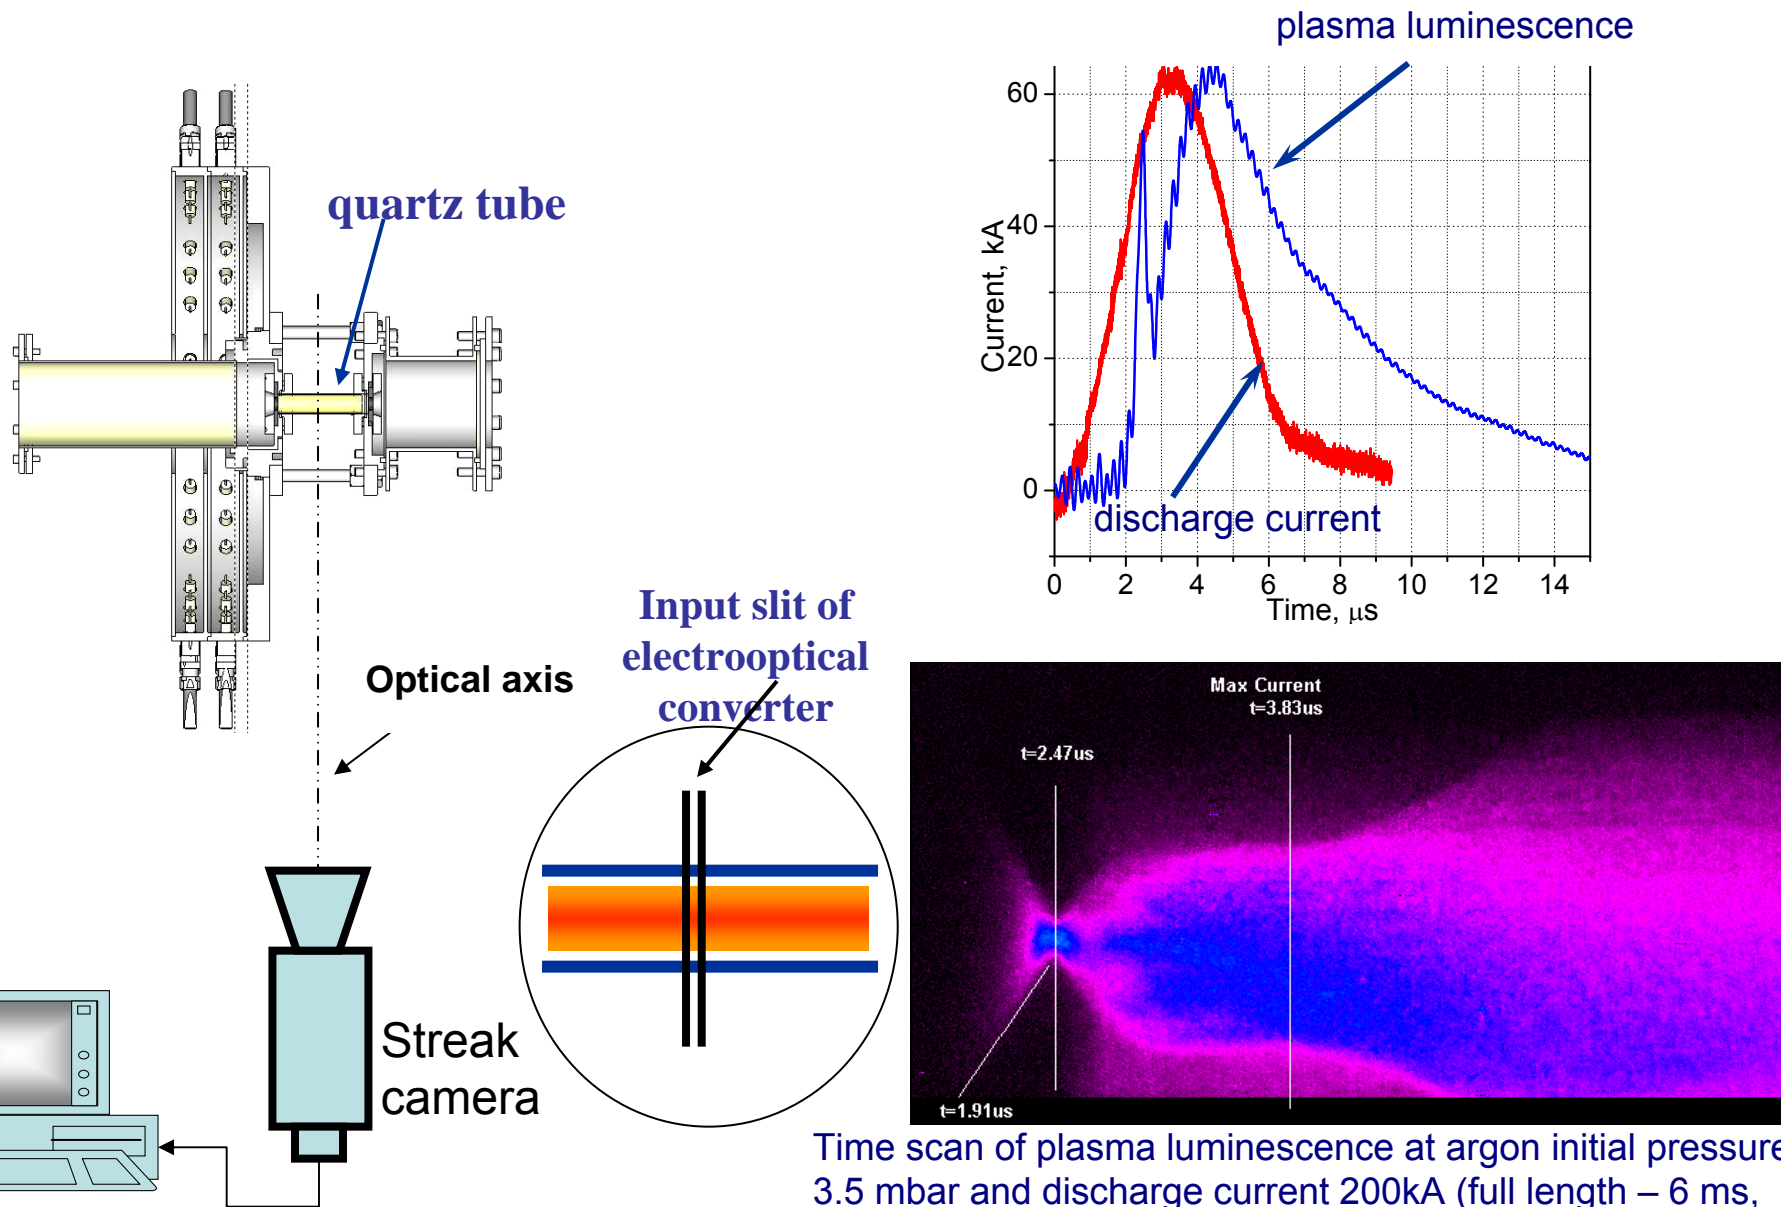 plasma luminescence
60
40
20
0
Current, kA
0 2 4 6 8 10 12 14
Time, μs
discharge current
quartz tube
Optical axis
Input slit of
electrooptical
converter
Streak
camera
Max Current
t=3.83us
t=2.47us
t=1.91us
Time scan of plasma luminescence at argon initial pressure
3.5 mbar and discharge current 200kA (full length – 6 ms,